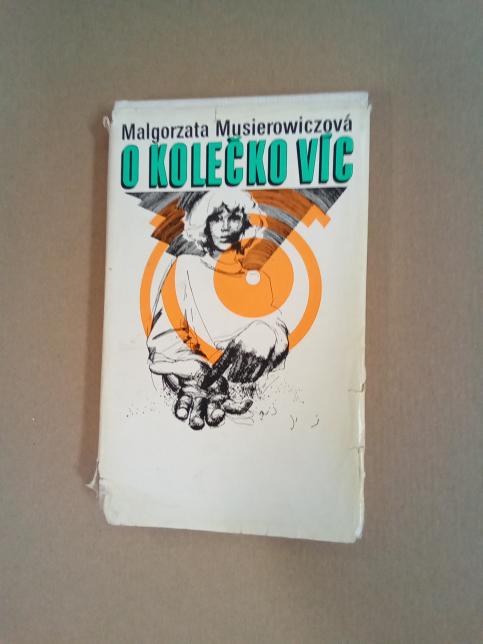 Malgorzata Musierowiczová
O KOLEČKO VÍC